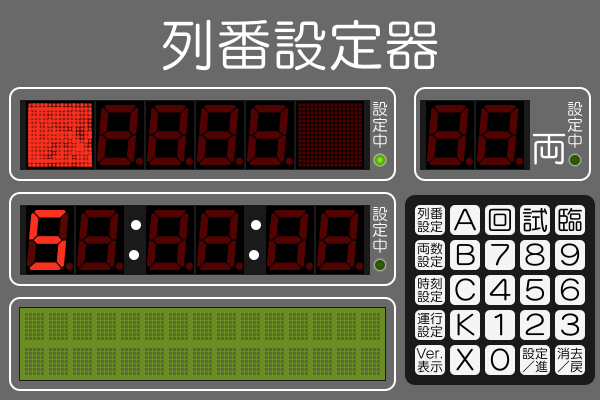 列番設定器
設定中
両
設定中
5 : :
設定中
列番設定 A 回 試 臨
両数設定 B 7 8 9
時刻設定 C 4 5 6
運行設定 K 1 2 3
Ver.表示 X 0 設定／進 消去／戻